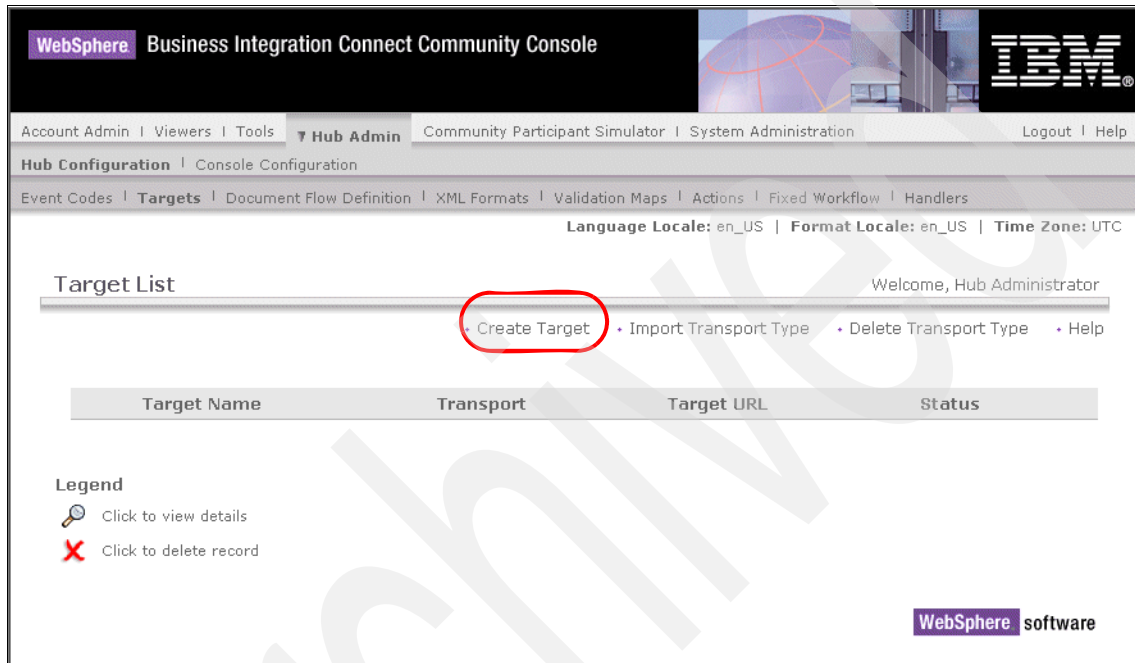 WebSphere. Business Integration Connect Community Console
IBM®
Account Admin | Viewers | Tools Hub Admin Community Participant Simulator | System Administration Logout | Help
Hub Configuration | Console Configuration
Event Codes | Targets | Document Flow Definition | XML Formats | Validation Maps | Actions | Fixed Workflow | Handlers
Language Locale: en_US | Format Locale: en_US | Time Zone: UTC
Target List Welcome, Hub Administrator
Create Target Import Transport Type Delete Transport Type Help
Target Name Transport Target URL Status
Legend
Click to view details
Click to delete record
WebSphere. software